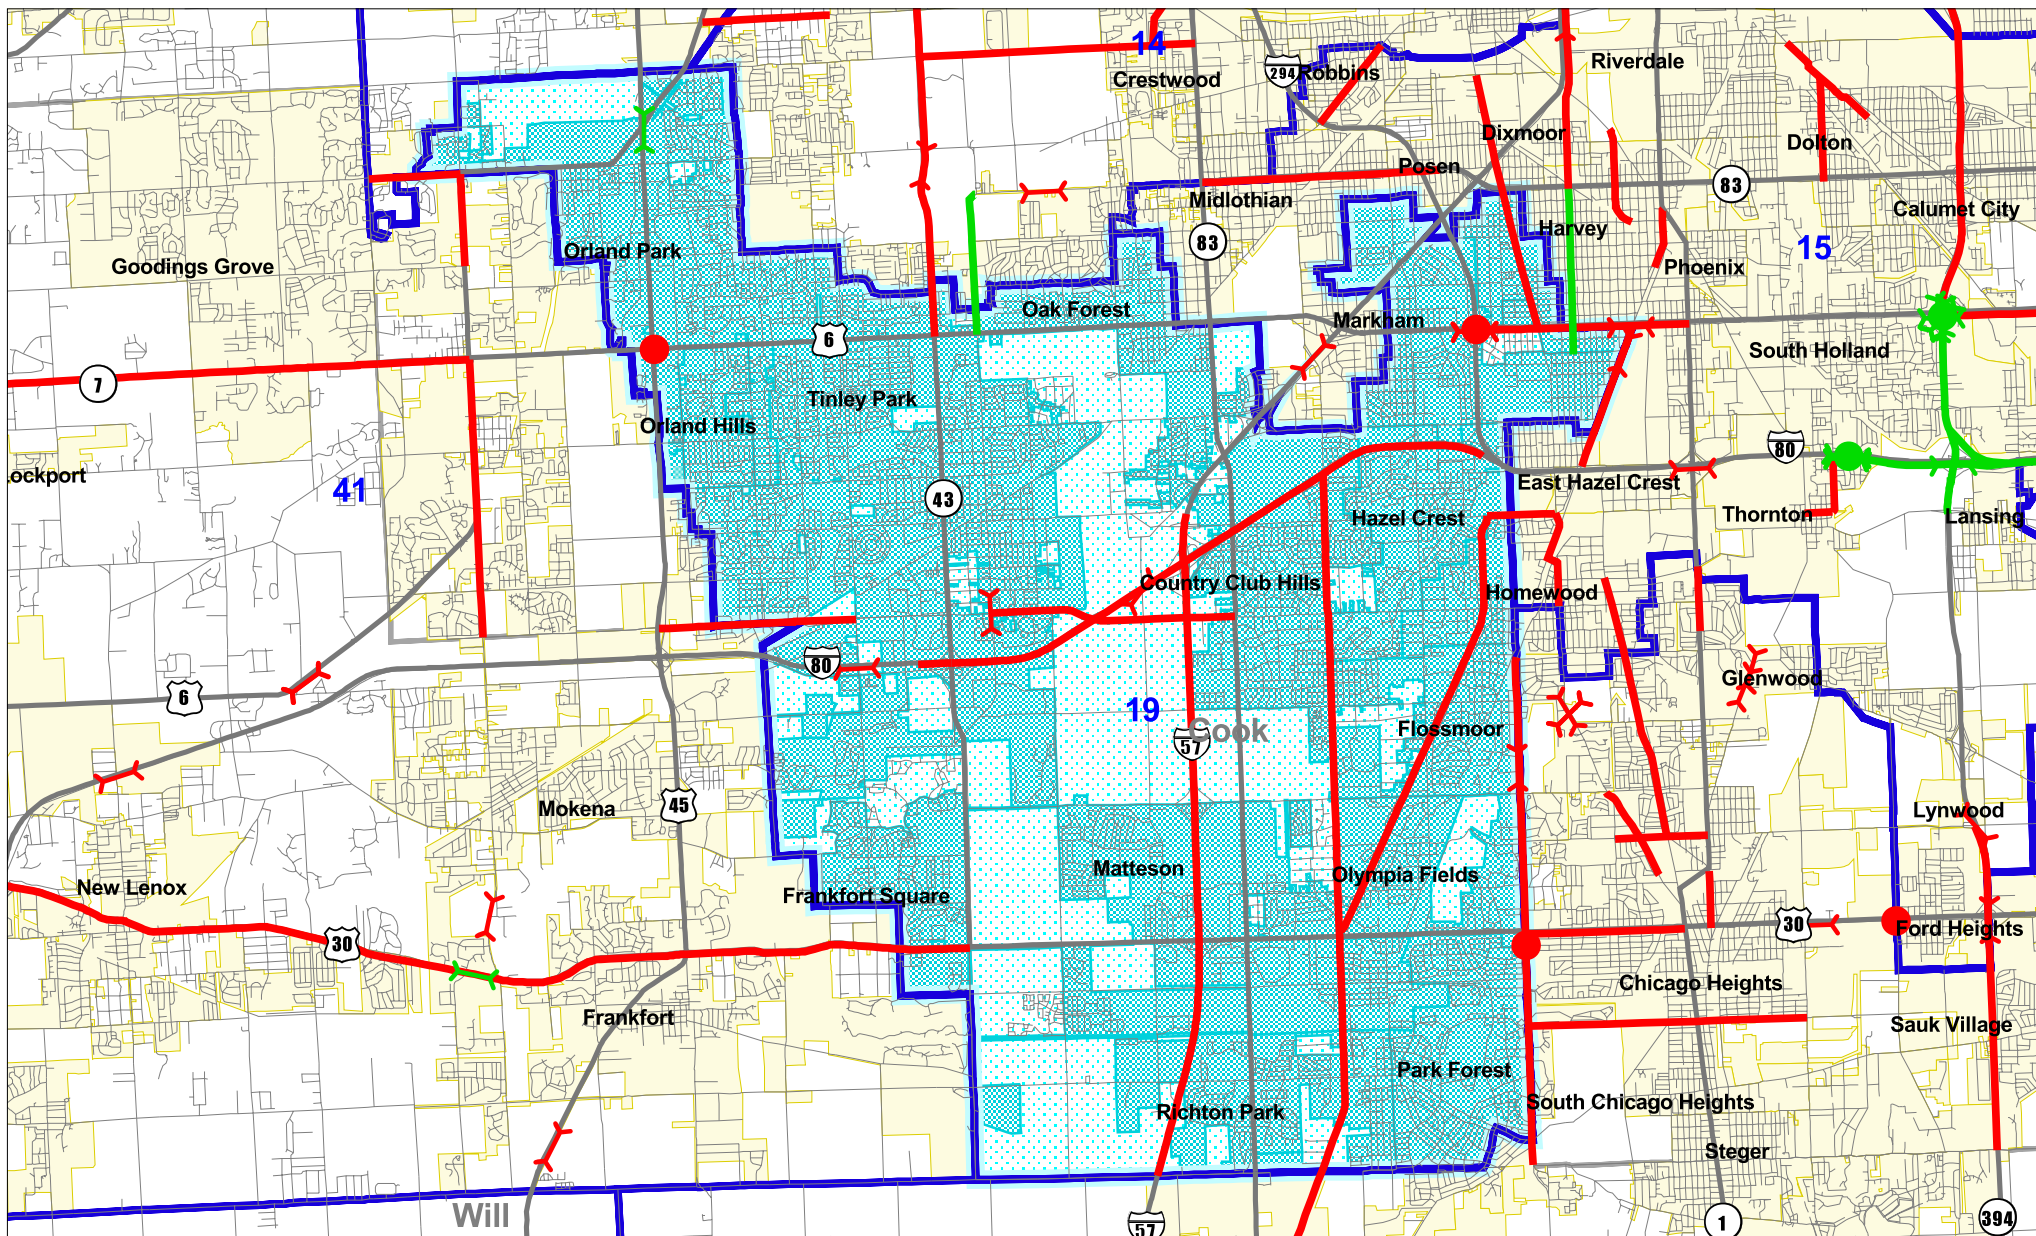 14
Crestwood
294
Robbins
Riverdale
Dixmoor
Dolton
Posen
83
Midlothian
Calumet City
Harvey
83
15
Orland Park
Goodings Grove
Phoenix
Oak Forest
Markham
6
South Holland
7
Tinley Park
Orland Hills
80
ockport
41
East Hazel Crest
43
Hazel Crest
Thornton
Lansing
Country Club Hills
Homewood
80
6
Glenwood
19
Cook
57
Flossmoor
45
Mokena
Lynwood
Matteson
Olympia Fields
New Lenox
Frankfort Square
30
30
Ford Heights
Chicago Heights
Frankfort
Sauk Village
Park Forest
Richton Park
South Chicago Heights
Steger
Will
57
1
394